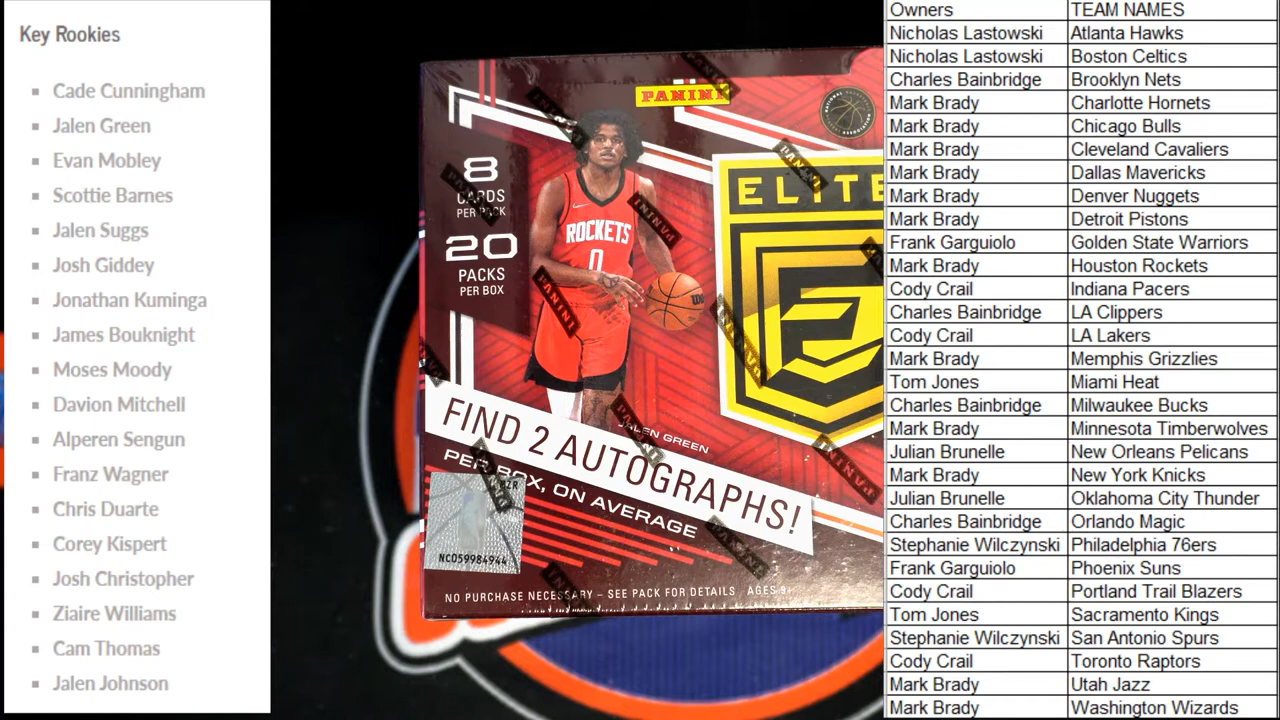 Key Rookies
Cade Cunningham
Jalen Green
Evan Mobley
Scottie Barnes
Jalen Suggs
Josh Giddey
Jonathan Kuminga
James Bouknight
Moses Moody
Davion Mitchell
Alperen Sengun
Franz Wagner
Chris Duarte
Corey Kispert
Josh Christopher
Ziaire Williams
Cam Thomas
Jalen Johnson
PANINI
8
CARDS
PER PACK
20
PACKS
PER BOX
ROCKETS
0
ELITE
JALEN GREEN
FIND 2 AUTOGRAPHS!
PER BOX, ON AVERAGE
NO PURCHASE NECESSARY – SEE PACK FOR DETAILS AGES 9+
Owners TEAM NAMES
Nicholas Lastowski Atlanta Hawks
Nicholas Lastowski Boston Celtics
Charles Bainbridge Brooklyn Nets
Mark Brady Charlotte Hornets
Mark Brady Chicago Bulls
Mark Brady Cleveland Cavaliers
Mark Brady Dallas Mavericks
Mark Brady Denver Nuggets
Mark Brady Detroit Pistons
Frank Garguiolo Golden State Warriors
Mark Brady Houston Rockets
Cody Crail Indiana Pacers
Charles Bainbridge LA Clippers
Cody Crail LA Lakers
Mark Brady Memphis Grizzlies
Tom Jones Miami Heat
Charles Bainbridge Milwaukee Bucks
Mark Brady Minnesota Timberwolves
Julian Brunelle New Orleans Pelicans
Mark Brady New York Knicks
Julian Brunelle Oklahoma City Thunder
Charles Bainbridge Orlando Magic
Stephanie Wilczynski Philadelphia 76ers
Frank Garguiolo Phoenix Suns
Cody Crail Portland Trail Blazers
Tom Jones Sacramento Kings
Stephanie Wilczynski San Antonio Spurs
Cody Crail Toronto Raptors
Mark Brady Utah Jazz
Mark Brady Washington Wizards